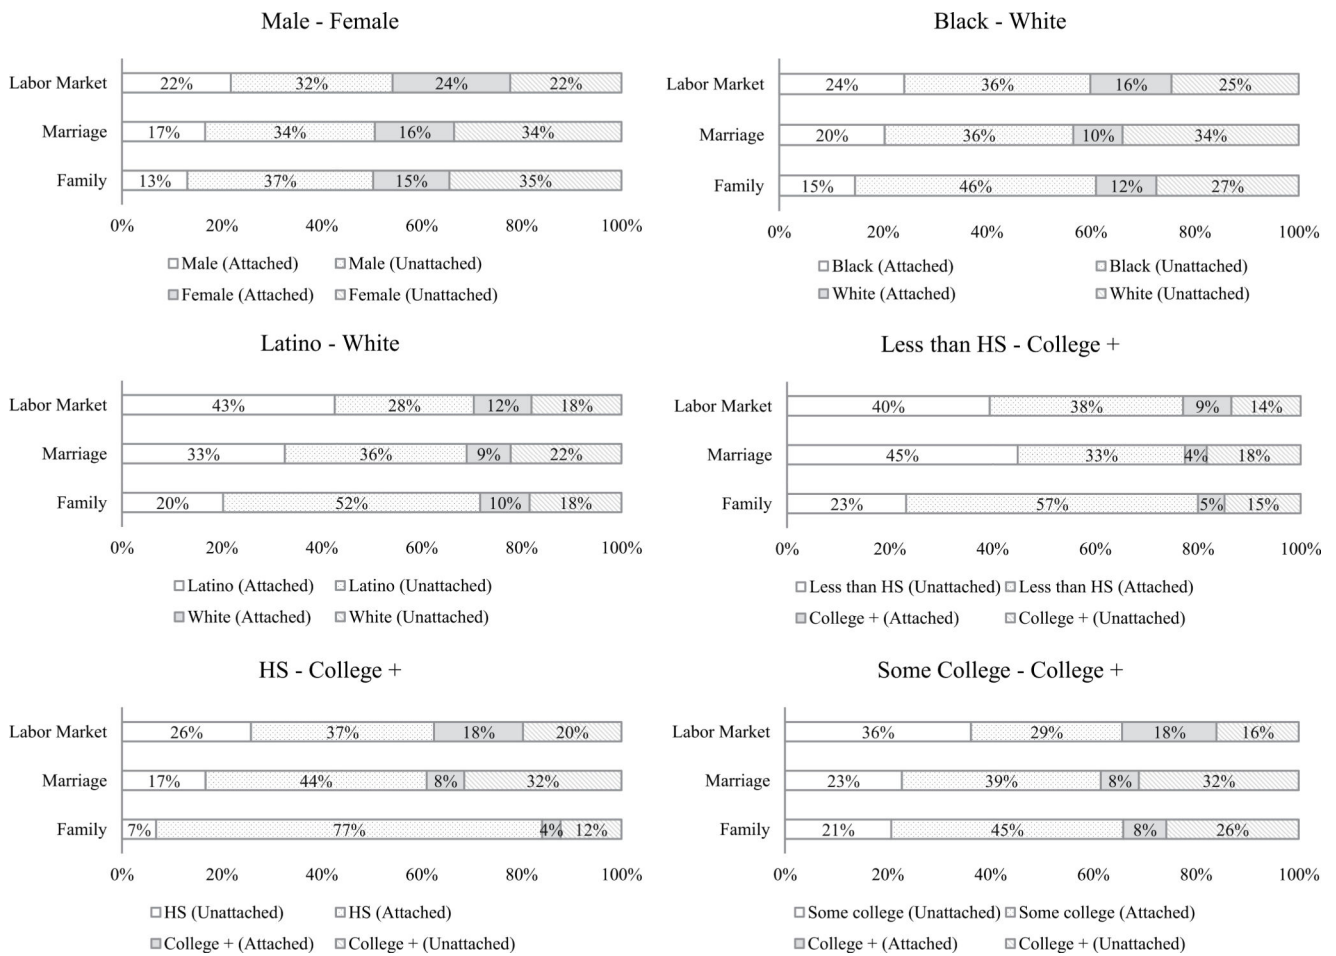 Male - Female
Labor Market 22% 32% 24% 22%
Marriage 17% 34% 16% 34%
Family 13% 37% 15% 35%
0% 20% 40% 60% 80% 100%
Male (Attached) Male (Unattached)
Female (Attached) Female (Unattached)
Black - White
Labor Market 24% 36% 16% 25%
Marriage 20% 36% 10% 34%
Family 15% 46% 12% 27%
0% 20% 40% 60% 80% 100%
Black (Attached) Black (Unattached)
White (Attached) White (Unattached)
Latino - White
Labor Market 43% 28% 12% 18%
Marriage 33% 36% 9% 22%
Family 20% 52% 10% 18%
0% 20% 40% 60% 80% 100%
Latino (Attached) Latino (Unattached)
White (Attached) White (Unattached)
Less than HS - College +
Labor Market 40% 38% 9% 14%
Marriage 45% 33% 4% 18%
Family 23% 57% 5% 15%
0% 20% 40% 60% 80% 100%
Less than HS (Unattached) Less than HS (Attached)
College + (Attached) College + (Unattached)
HS - College +
Labor Market 26% 37% 18% 20%
Marriage 17% 44% 8% 32%
Family 7% 77% 4% 12%
0% 20% 40% 60% 80% 100%
HS (Unattached) HS (Attached)
College + (Attached) College + (Unattached)
Some College - College +
Labor Market 36% 29% 18% 16%
Marriage 23% 39% 8% 32%
Family 21% 45% 8% 26%
0% 20% 40% 60% 80% 100%
Some college (Unattached) Some college (Attached)
College + (Attached) College + (Unattached)